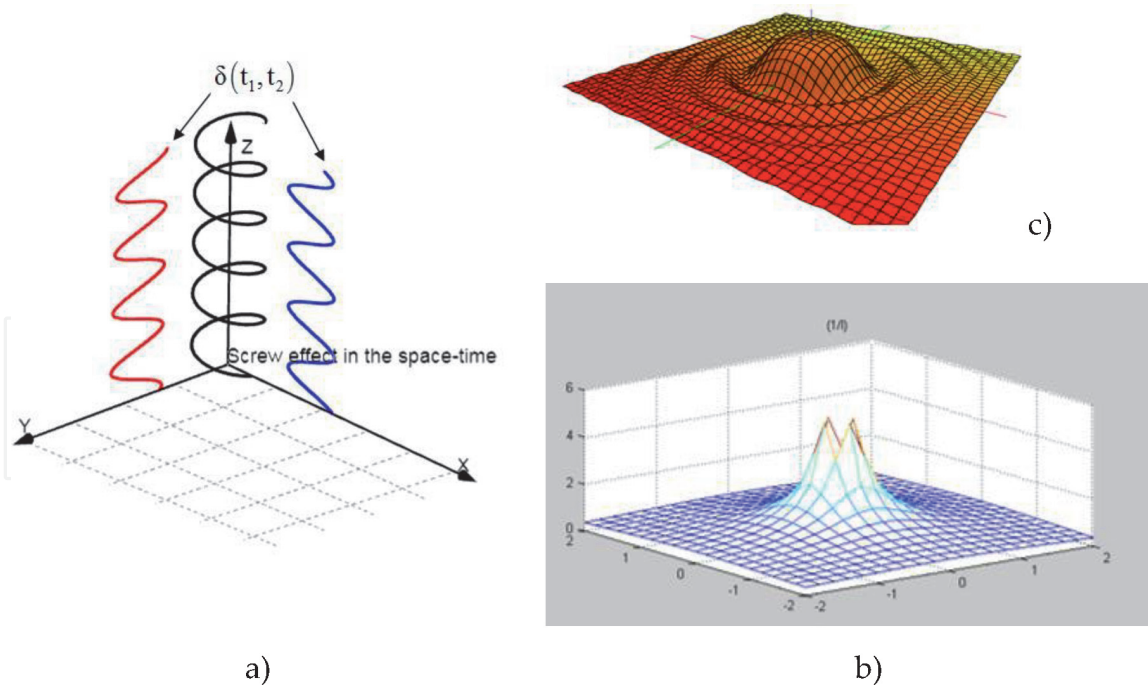 δ(t₁,t₂)
Z
Screw effect in the space-time
Y
X
a)
c)
(1/I)
6
4
2
0
2
1
0
-1
-2
-2
-1
0
1
2
b)